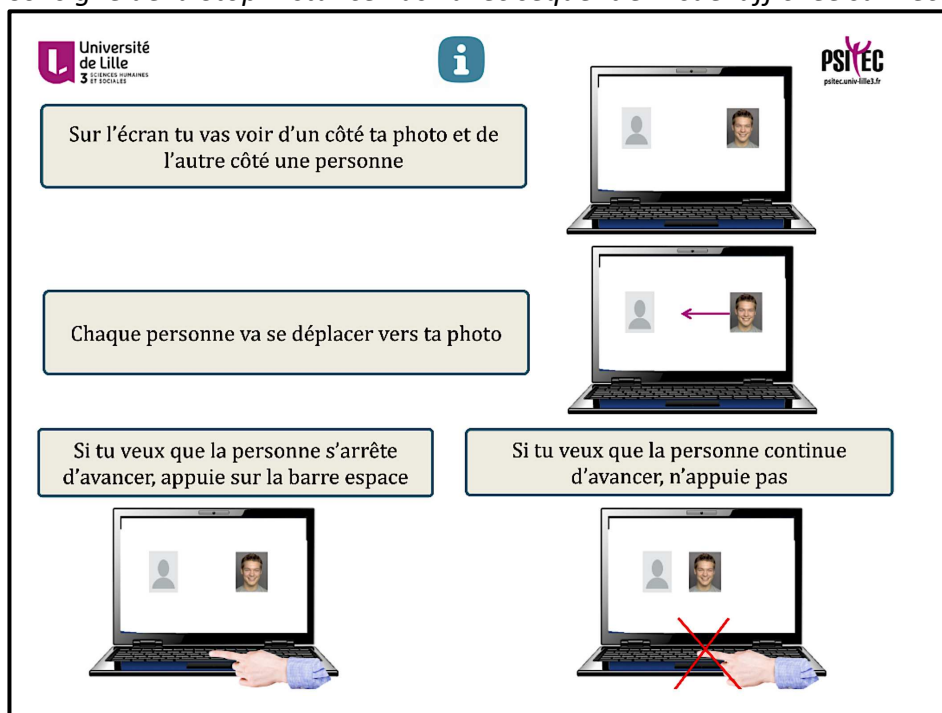 Université
de Lille
3 SCIENCES HUMAINES
ET SOCIALES
i
PSITEC
psitec.univ-lille3.fr
Sur l'écran tu vas voir d'un côté ta photo et de
l'autre côté une personne
Chaque personne va se déplacer vers ta photo
Si tu veux que la personne s'arrête
d'avancer, appuie sur la barre espace
Si tu veux que la personne continue
d'avancer, n'appuie pas